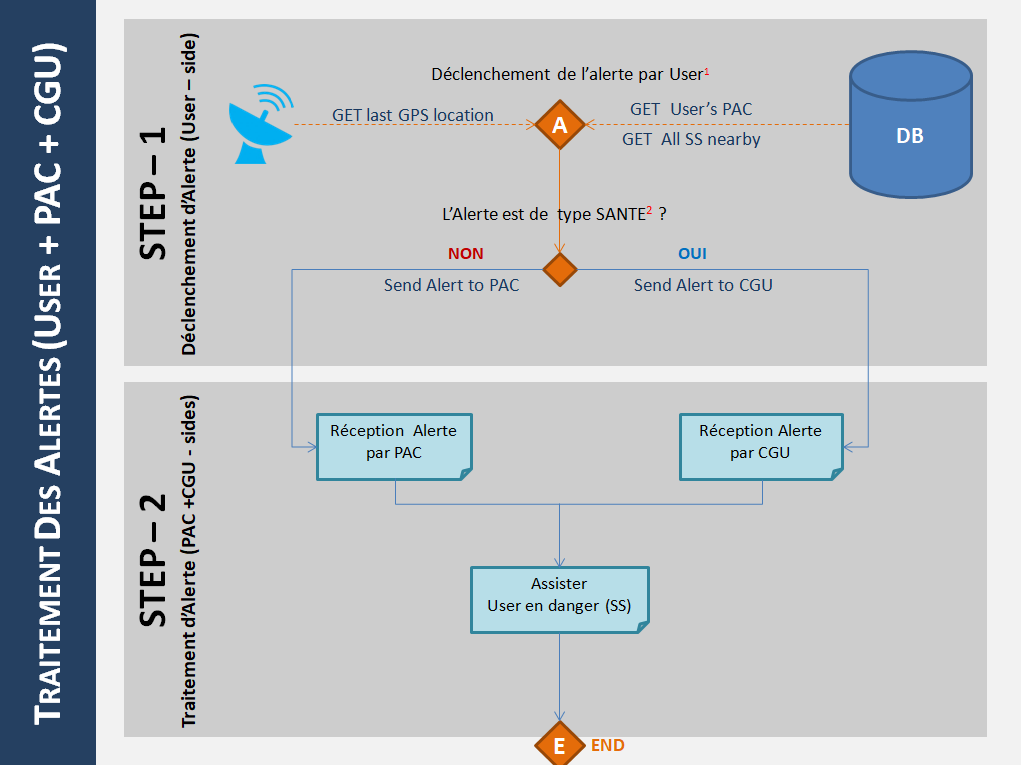 TRAITEMENT DES ALERTES (USER + PAC + CGU)
STEP – 1
Déclenchement d'Alerte (User – side)
Déclenchement de l'alerte par User1
GET last GPS location
A
GET User's PAC
GET All SS nearby
DB
L'Alerte est de type SANTE2 ?
NON
OUI
Send Alert to PAC
Send Alert to CGU
STEP – 2
Traitement d'Alerte (PAC +CGU - sides)
Réception Alerte
par PAC
Réception Alerte
par CGU
Assister
User en danger (SS)
E
END